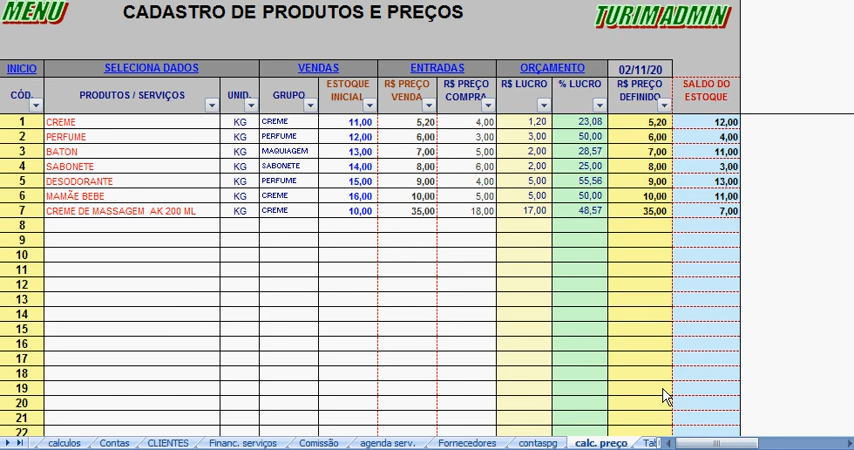 MENU CADASTRO DE PRODUTOS E PREÇOS TURIM ADMIN
INICIO SELECIONA DADOS VENDAS ENTRADAS ORÇAMENTO 02/11/20
CÓD. PRODUTOS / SERVIÇOS UNID. GRUPO ESTOQUE INICIAL R$ PREÇO VENDA R$ PREÇO COMPRA R$ LUCRO % LUCRO R$ PREÇO DEFINIDO SALDO DO ESTOQUE
1 CREME KG CREME 11,00 5,20 4,00 1,20 23,08 5,20 12,00
2 PERFUME KG PERFUME 12,00 6,00 3,00 3,00 50,00 6,00 4,00
3 BATON KG MAQUIAGEM 13,00 7,00 5,00 2,00 28,57 7,00 11,00
4 SABONETE KG SABONETE 14,00 8,00 6,00 2,00 25,00 8,00 3,00
5 DESODORANTE KG PERFUME 15,00 9,00 4,00 5,00 55,56 9,00 13,00
6 MAMÃE BEBE KG CREME 16,00 10,00 5,00 5,00 50,00 10,00 11,00
7 CREME DE MASSAGEM AK 200 ML KG CREME 10,00 35,00 18,00 17,00 48,57 35,00 7,00
8
9
10
11
12
13
14
15
16
17
18
19
20
21
22
calculos Contas CLIENTES Financ. serviços Comissão agenda serv. Fornecedores contaspg calc. preço Tal